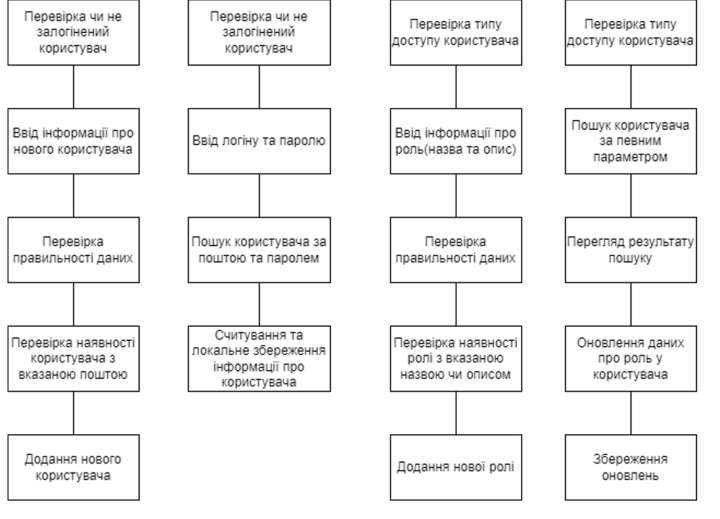 Перевірка чи не
залогінений
користувач
Ввід інформації про
нового користувача
Перевірка
правильності даних
Перевірка наявності
користувача з
вказаною поштою
Додання нового
користувача
Перевірка чи не
залогінений
користувач
Ввід логіну та паролю
Пошук користувача за
поштою та паролем
Считування та
локальне збереження
інформації про
користувача
Перевірка типу
доступу користувача
Ввід інформації про
роль(назва та опис)
Перевірка
правильності даних
Перевірка наявності
ролі з вказаною
назвою чи описом
Додання нової ролі
Перевірка типу
доступу користувача
Пошук користувача
за певним
параметром
Перегляд результату
пошуку
Оновлення даних
про роль у
користувача
Збереження
оновлень